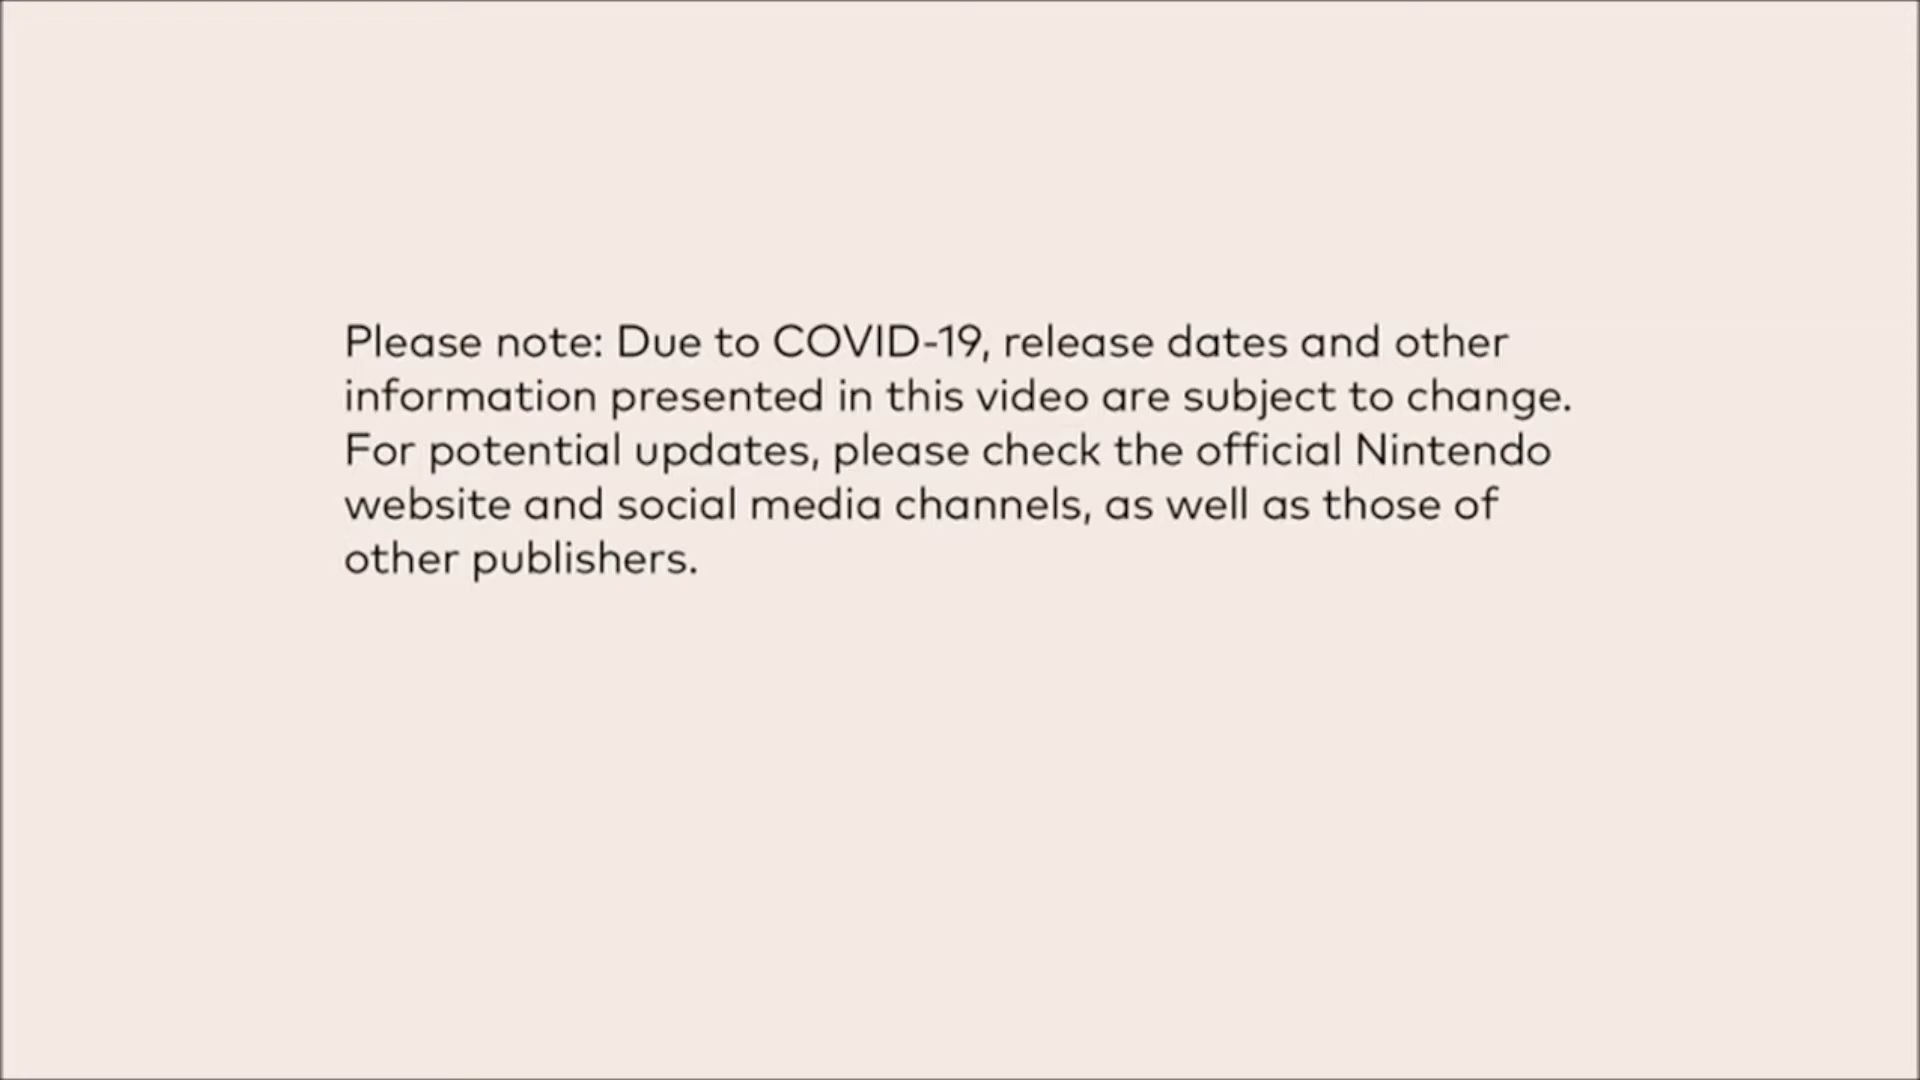 Please note: Due to COVID-19, release dates and other
information presented in this video are subject to change.
For potential updates, please check the official Nintendo
website and social media channels, as well as those of
other publishers.